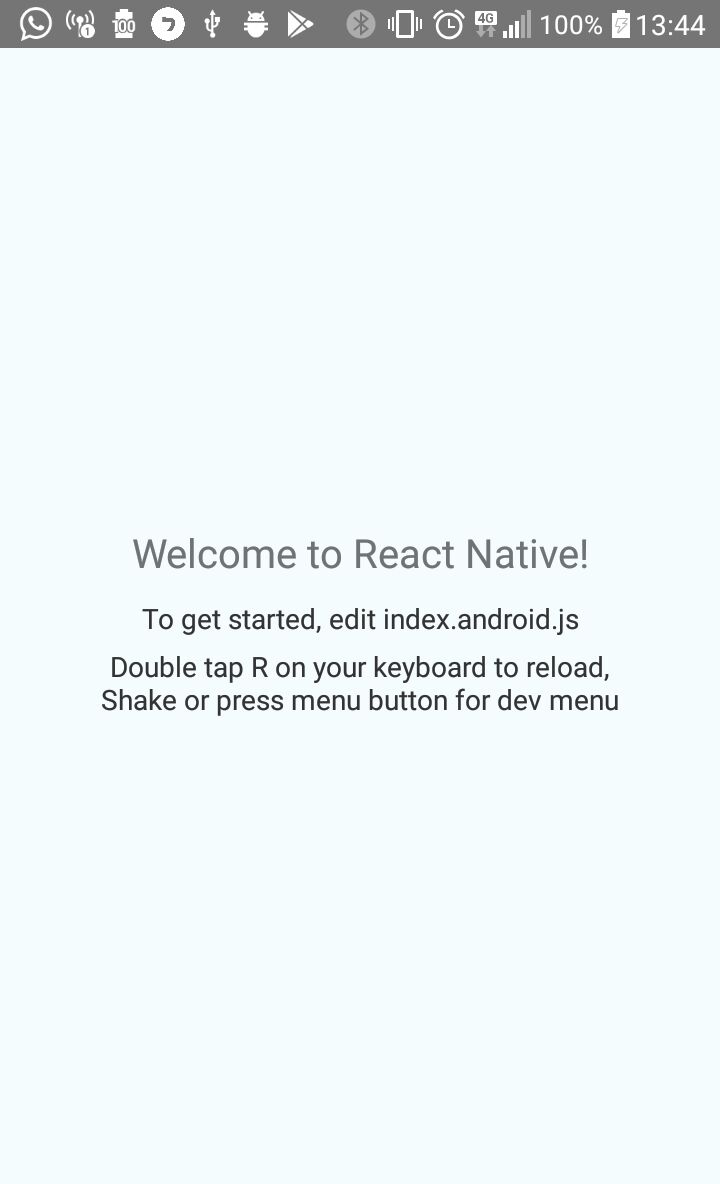 100 4G 100% 13:44
Welcome to React Native!
To get started, edit index.android.js
Double tap R on your keyboard to reload,
Shake or press menu button for dev menu